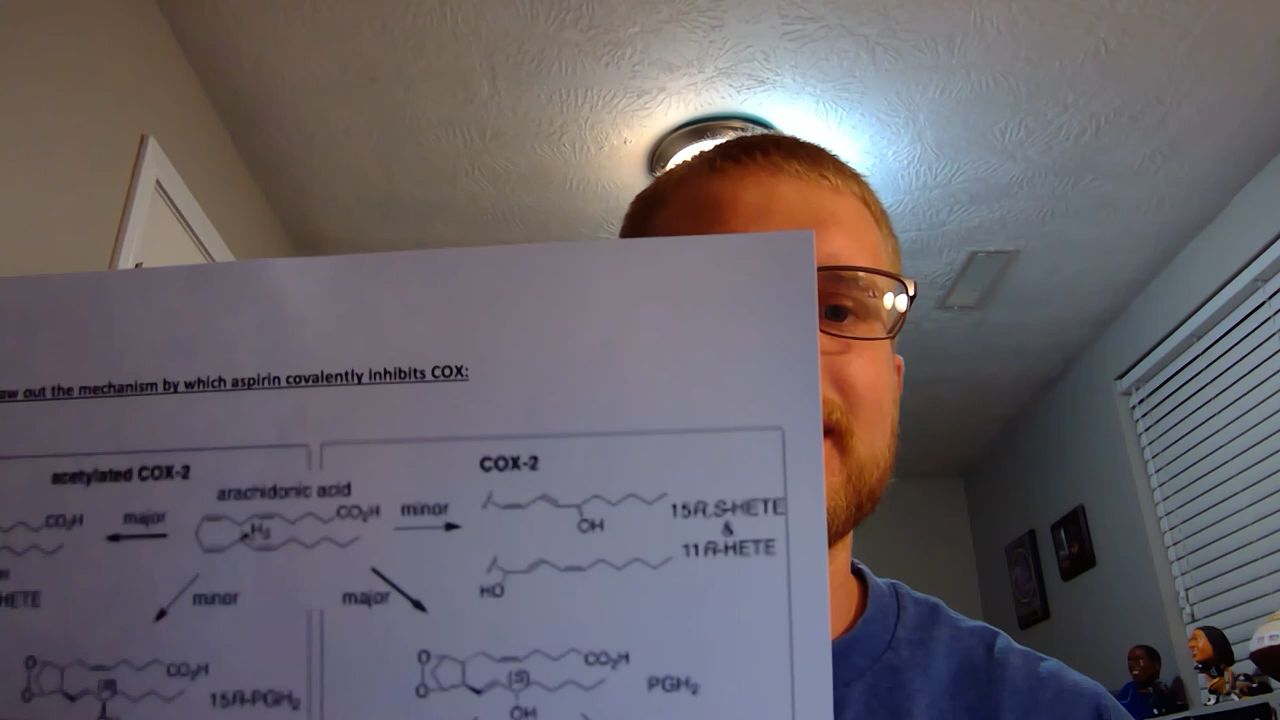 aw out the mechanism by which aspirin covalently inhibits COX:
acetylated COX-2
COX-2
arachidonic acid
CO₂H
major
CO₂H
Hₛ
minor
OH
15R,S-HETE
&
11R-HETE
HO
HETE
minor
major
O
O
CO₂H
(R)
15R-PGH₂
O
O
CO₂H
(S)
OH
PGH₂